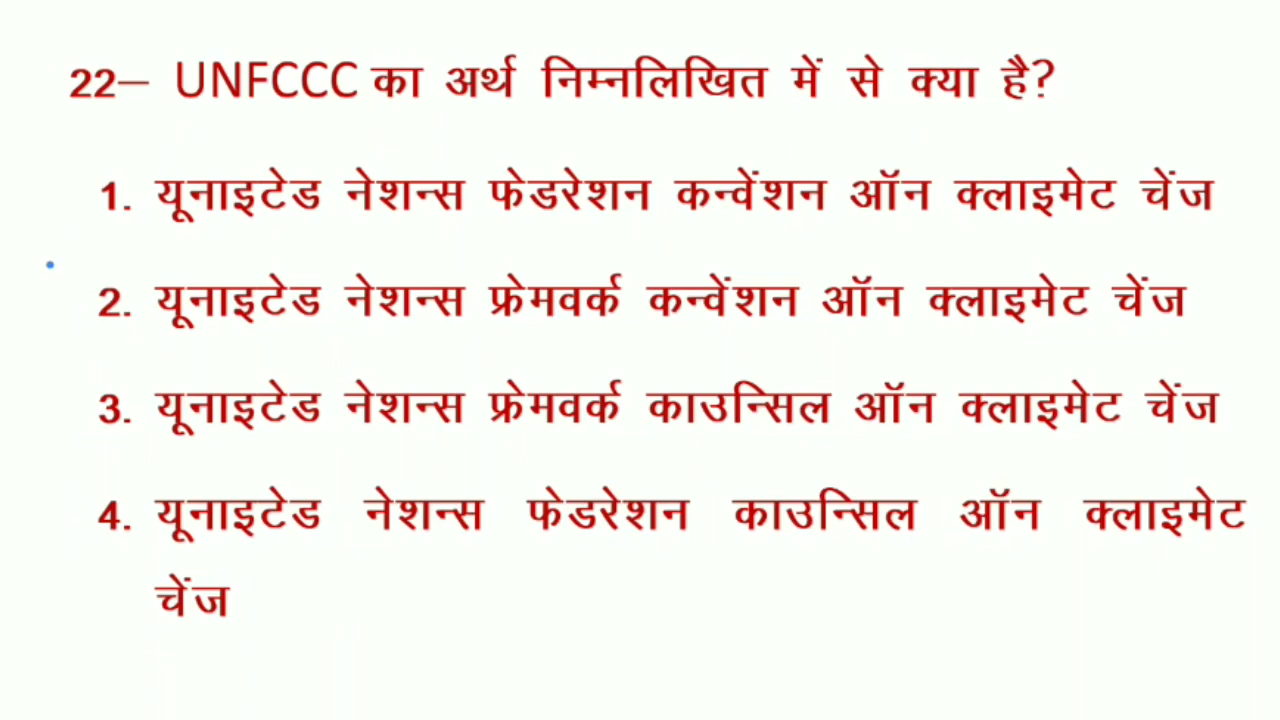 22– UNFCCC का अर्थ निम्नलिखित में से क्या है?
1. यूनाइटेड नेशन्स फेडरेशन कन्वेंशन ऑन क्लाइमेट चेंज
2. यूनाइटेड नेशन्स फ्रेमवर्क कन्वेंशन ऑन क्लाइमेट चेंज
3. यूनाइटेड नेशन्स फ्रेमवर्क काउन्सिल ऑन क्लाइमेट चेंज
4. यूनाइटेड नेशन्स फेडरेशन काउन्सिल ऑन क्लाइमेट
चेंज